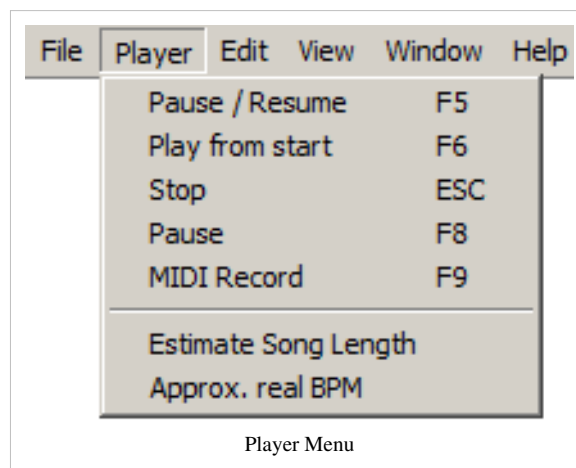 File Player Edit View Window Help
Pause / Resume F5
Play from start F6
Stop ESC
Pause F8
MIDI Record F9
Estimate Song Length
Approx. real BPM
Player Menu